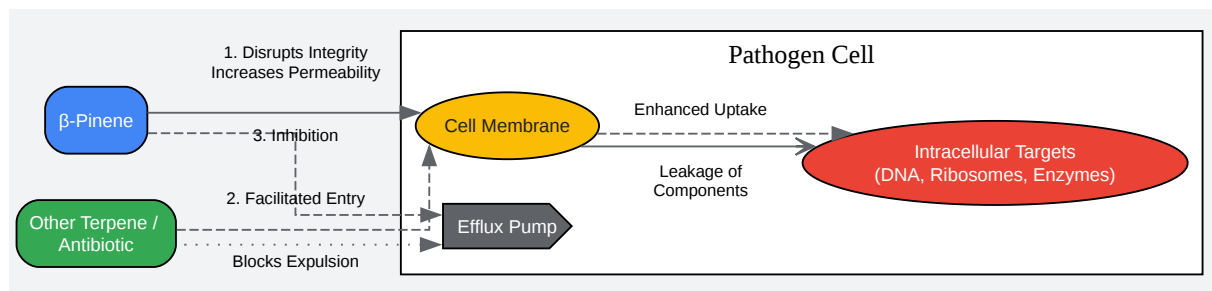 Pathogen Cell
1. Disrupts Integrity
Increases Permeability
β-Pinene
3. Inhibition
Cell Membrane
Enhanced Uptake
Leakage of
Components
Intracellular Targets
(DNA, Ribosomes, Enzymes)
2. Facilitated Entry
Other Terpene /
Antibiotic
Efflux Pump
Blocks Expulsion